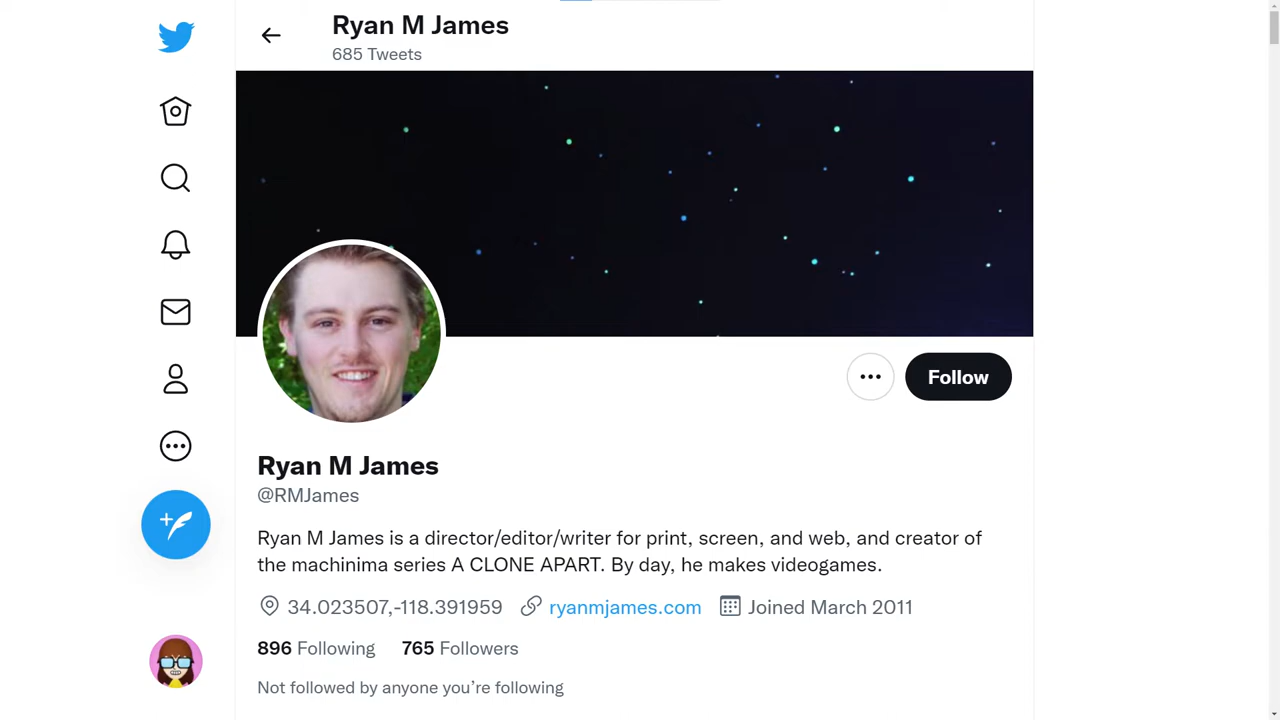 Ryan M James
685 Tweets
Follow
Ryan M James
@RMJames
Ryan M James is a director/editor/writer for print, screen, and web, and creator of
the machinima series A CLONE APART. By day, he makes videogames.
34.023507,-118.391959 ryanmjames.com Joined March 2011
896 Following 765 Followers
Not followed by anyone you’re following